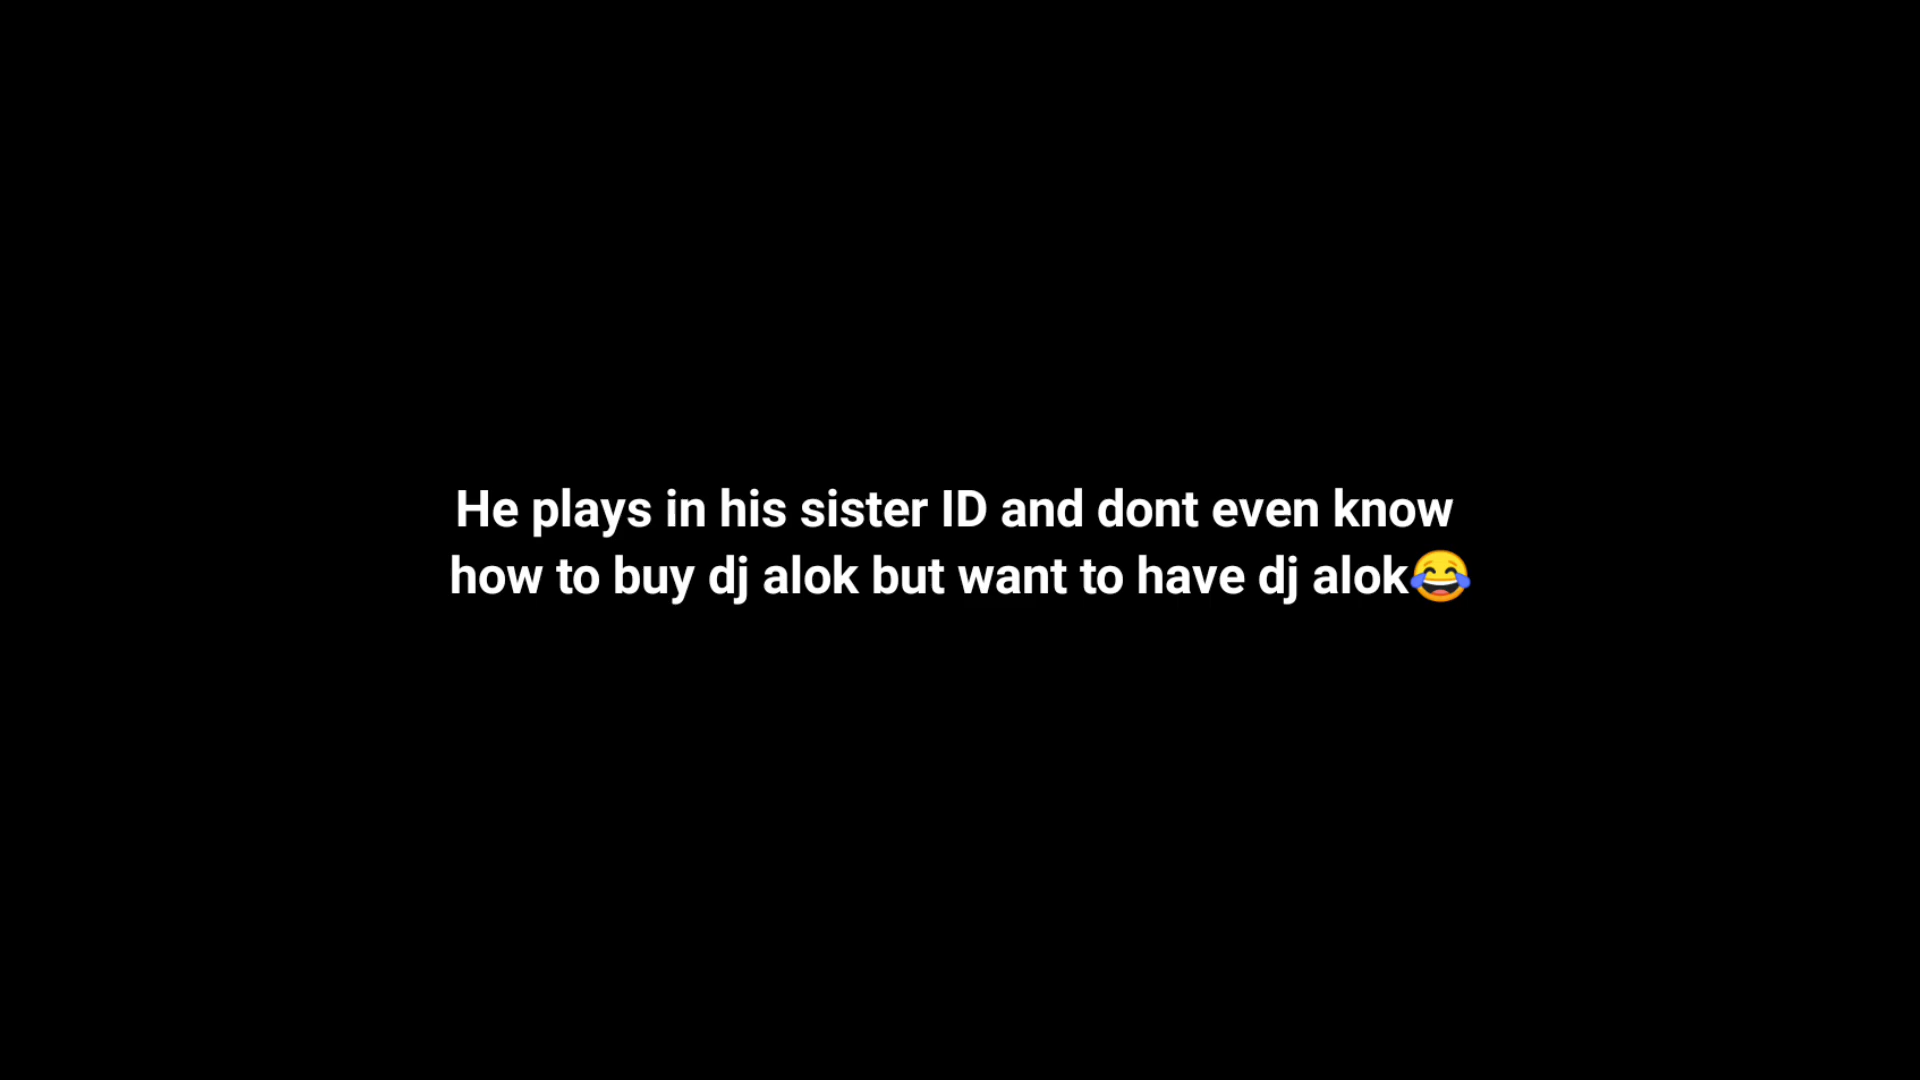 He plays in his sister ID and dont even know
how to buy dj alok but want to have dj alok😂